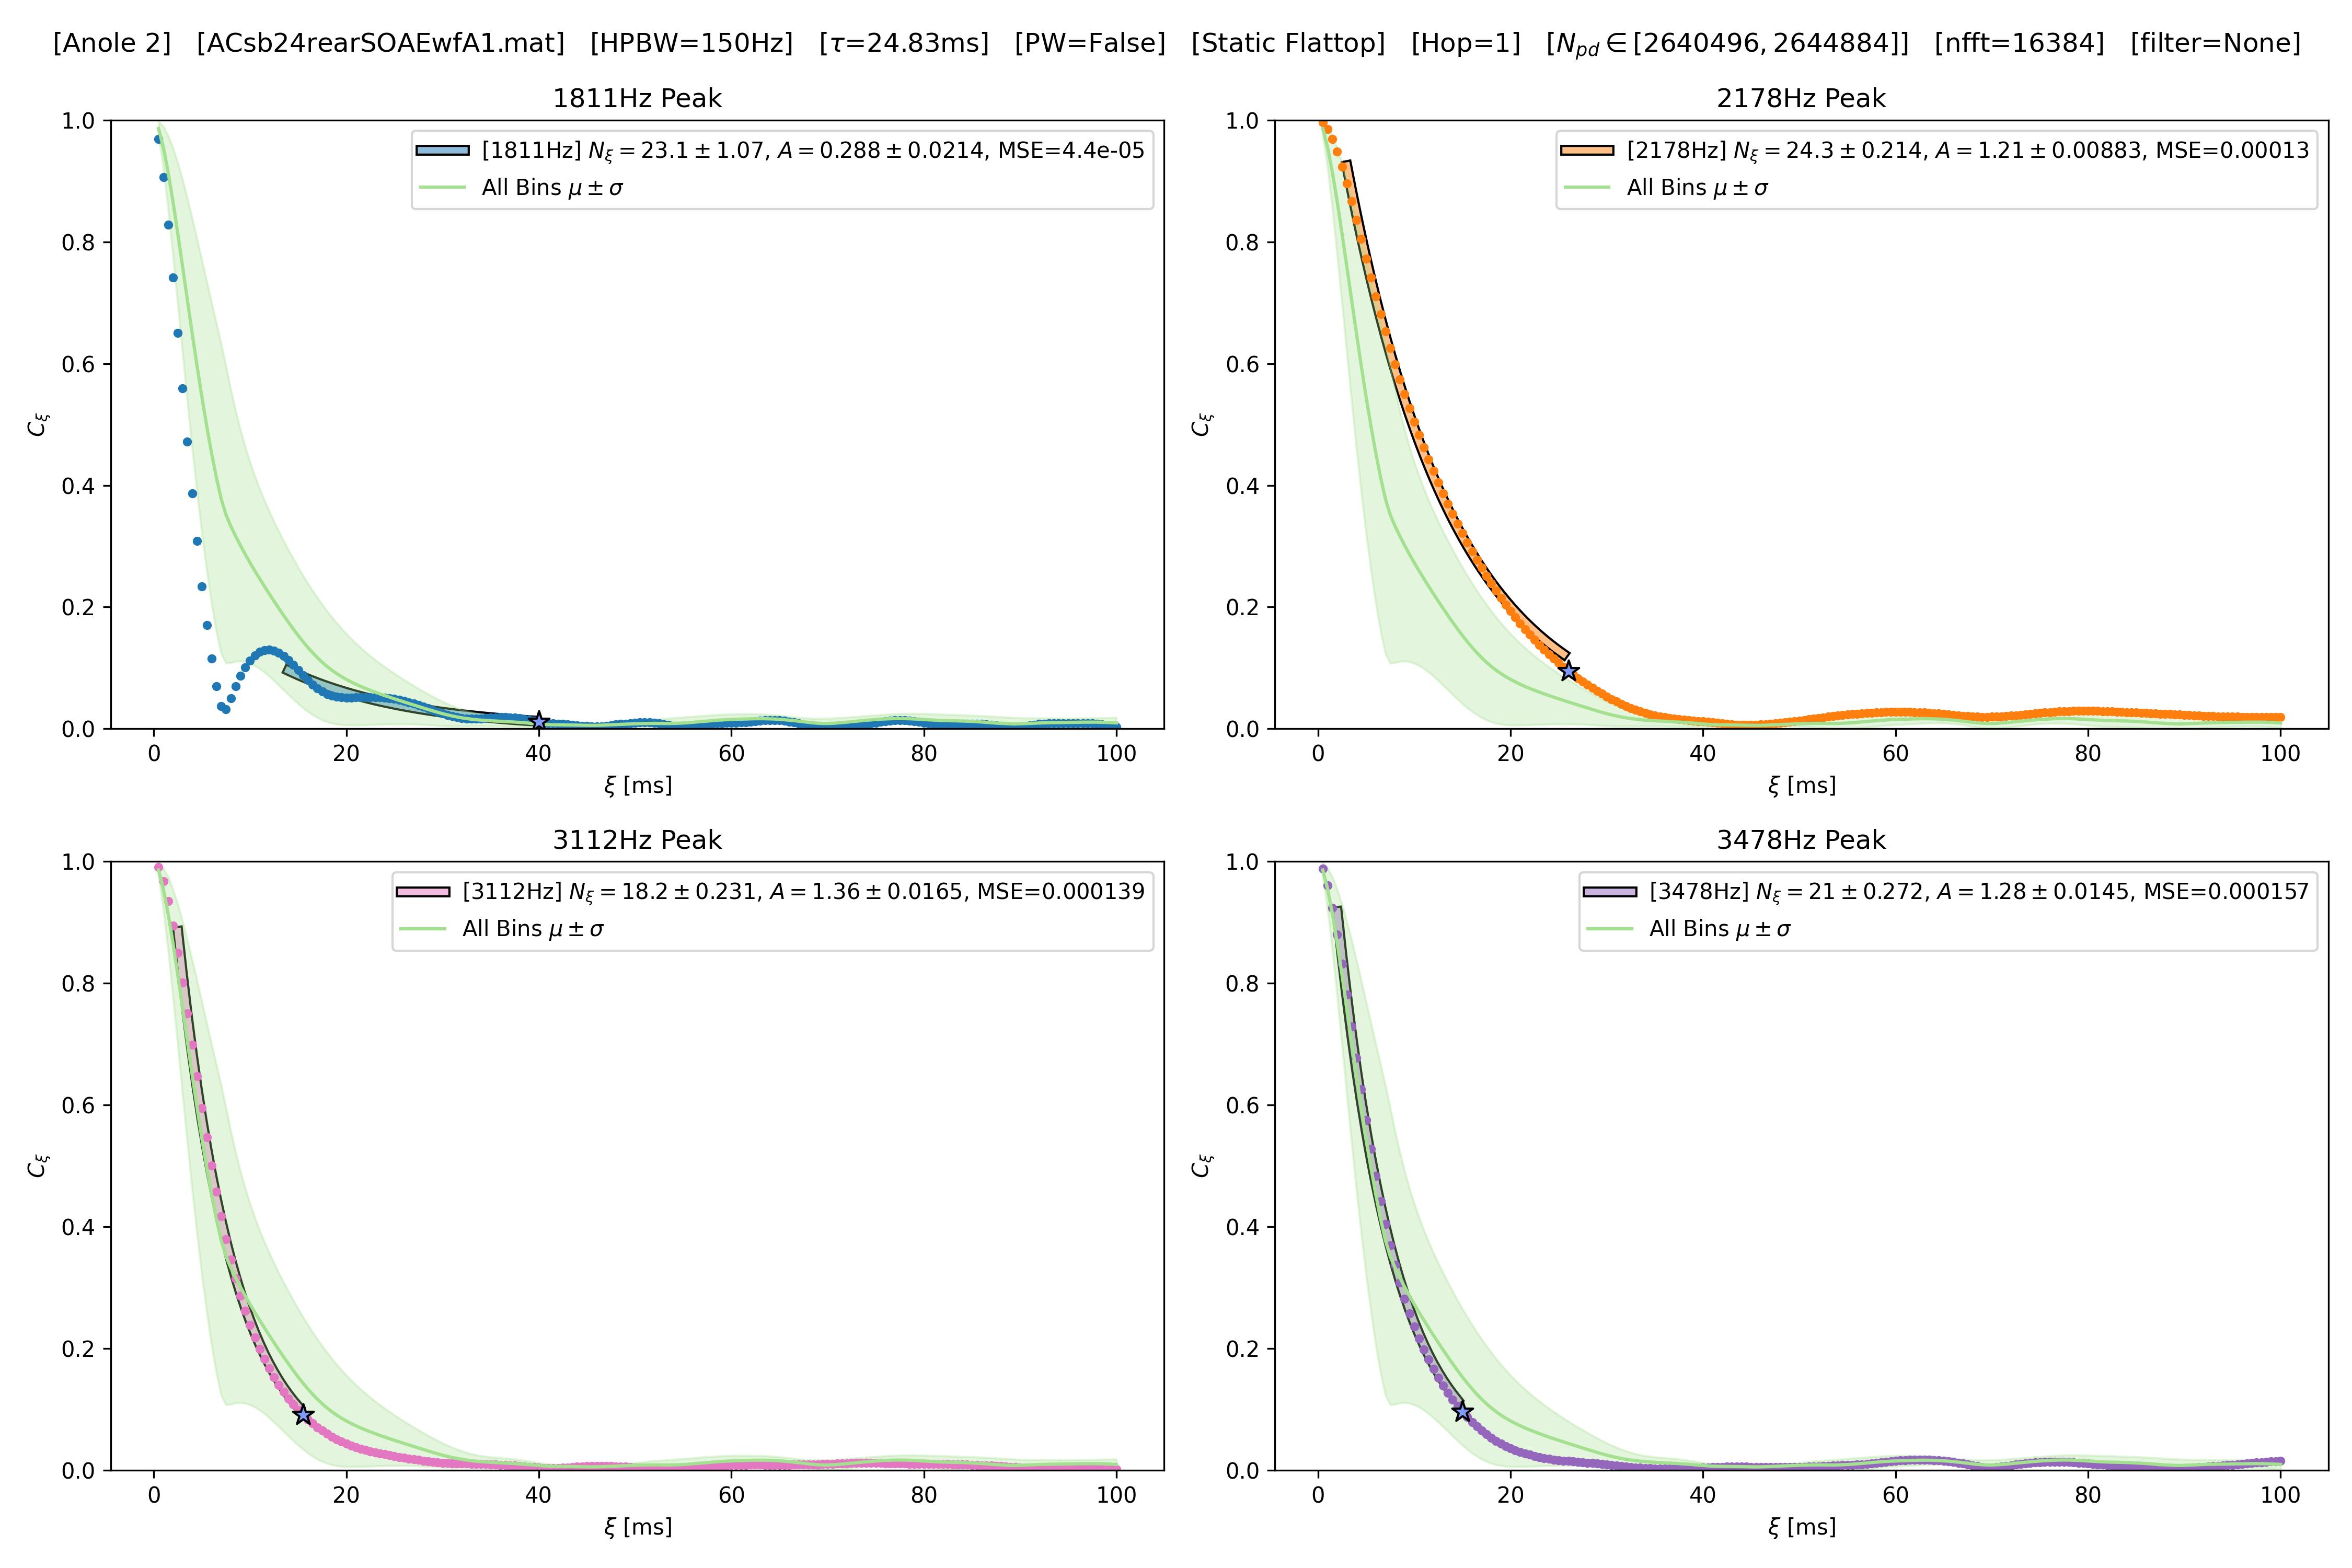 [Anole 2] [ACsb24rearSOAEwfA1.mat] [HPBW=150Hz] [τ=24.83ms] [PW=False] [Static Flattop] [Hop=1] [N_pd ∈ [2640496, 2644884]] [nfft=16384] [filter=None]
1811Hz Peak
[1811Hz] N_ξ = 23.1 ± 1.07, A = 0.288 ± 0.0214, MSE=4.4e-05
All Bins μ ± σ
1.0
0.8
0.6
0.4
0.2
0.0
C_ξ
0 20 40 60 80 100
ξ [ms]
2178Hz Peak
[2178Hz] N_ξ = 24.3 ± 0.214, A = 1.21 ± 0.00883, MSE=0.00013
All Bins μ ± σ
1.0
0.8
0.6
0.4
0.2
0.0
C_ξ
0 20 40 60 80 100
ξ [ms]
3112Hz Peak
[3112Hz] N_ξ = 18.2 ± 0.231, A = 1.36 ± 0.0165, MSE=0.000139
All Bins μ ± σ
1.0
0.8
0.6
0.4
0.2
0.0
C_ξ
0 20 40 60 80 100
ξ [ms]
3478Hz Peak
[3478Hz] N_ξ = 21 ± 0.272, A = 1.28 ± 0.0145, MSE=0.000157
All Bins μ ± σ
1.0
0.8
0.6
0.4
0.2
0.0
C_ξ
0 20 40 60 80 100
ξ [ms]